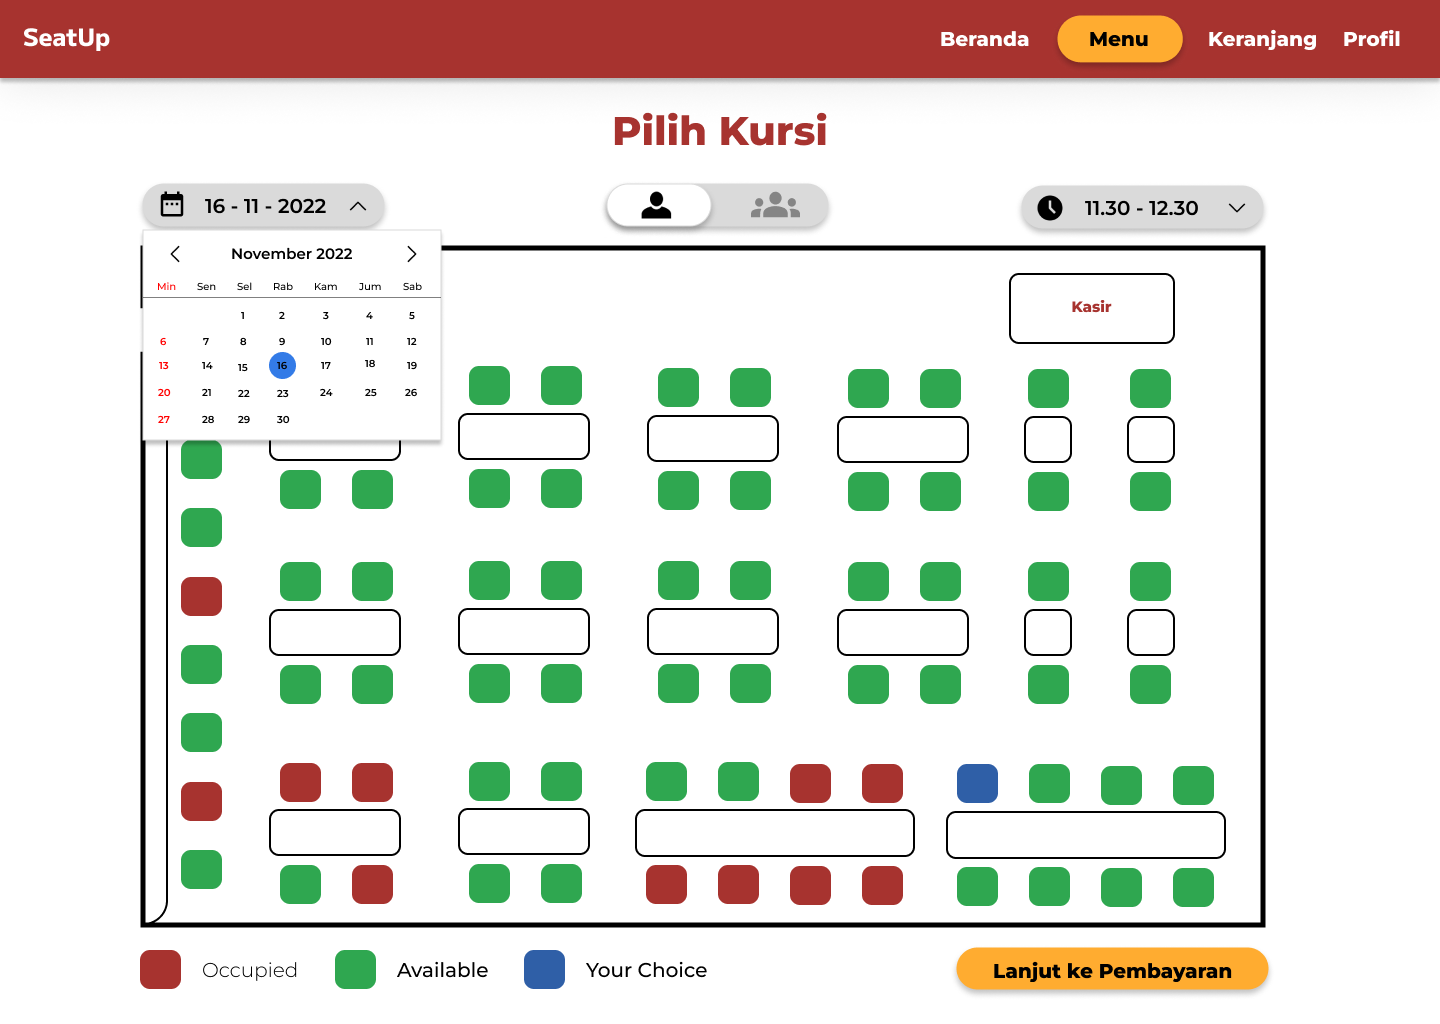 SeatUp
Beranda Menu Keranjang Profil
Pilih Kursi
16 - 11 - 2022
11.30 - 12.30
November 2022
Min Sen Sel Rab Kam Jum Sab
1 2 3 4 5
6 7 8 9 10 11 12
13 14 15 16 17 18 19
20 21 22 23 24 25 26
27 28 29 30
Kasir
Occupied Available Your Choice
Lanjut ke Pembayaran